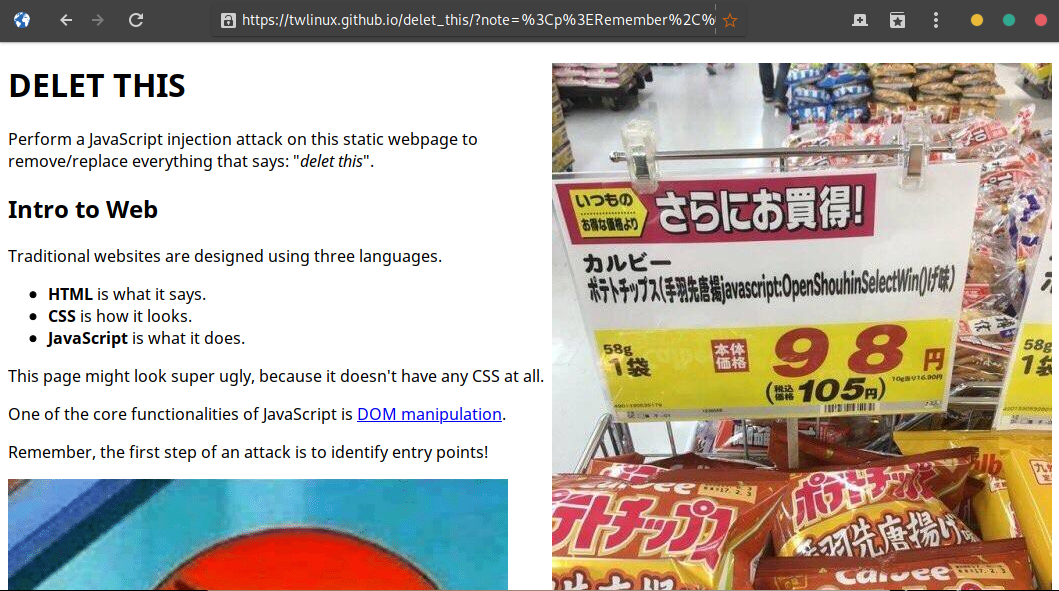 https://twlinux.github.io/delet_this/?note=%3Cp%3ERemember%2C%
DELET THIS
Perform a JavaScript injection attack on this static webpage to
remove/replace everything that says: "delet this".
Intro to Web
Traditional websites are designed using three languages.
HTML is what it says.
CSS is how it looks.
JavaScript is what it does.
This page might look super ugly, because it doesn't have any CSS at all.
One of the core functionalities of JavaScript is DOM manipulation.
Remember, the first step of an attack is to identify entry points!
いつもの
お得な価格より
さらにお買得!
カルビー
ポテトチップス(手羽先唐揚javascript:OpenShouhinSelectWin()げ味)
58g
1袋
本体
価格
98円
10g当り16.90円
(税込
価格 105円)
58g
1袋
Calbee
ポテトチップス
手羽先唐揚げ
Calbee